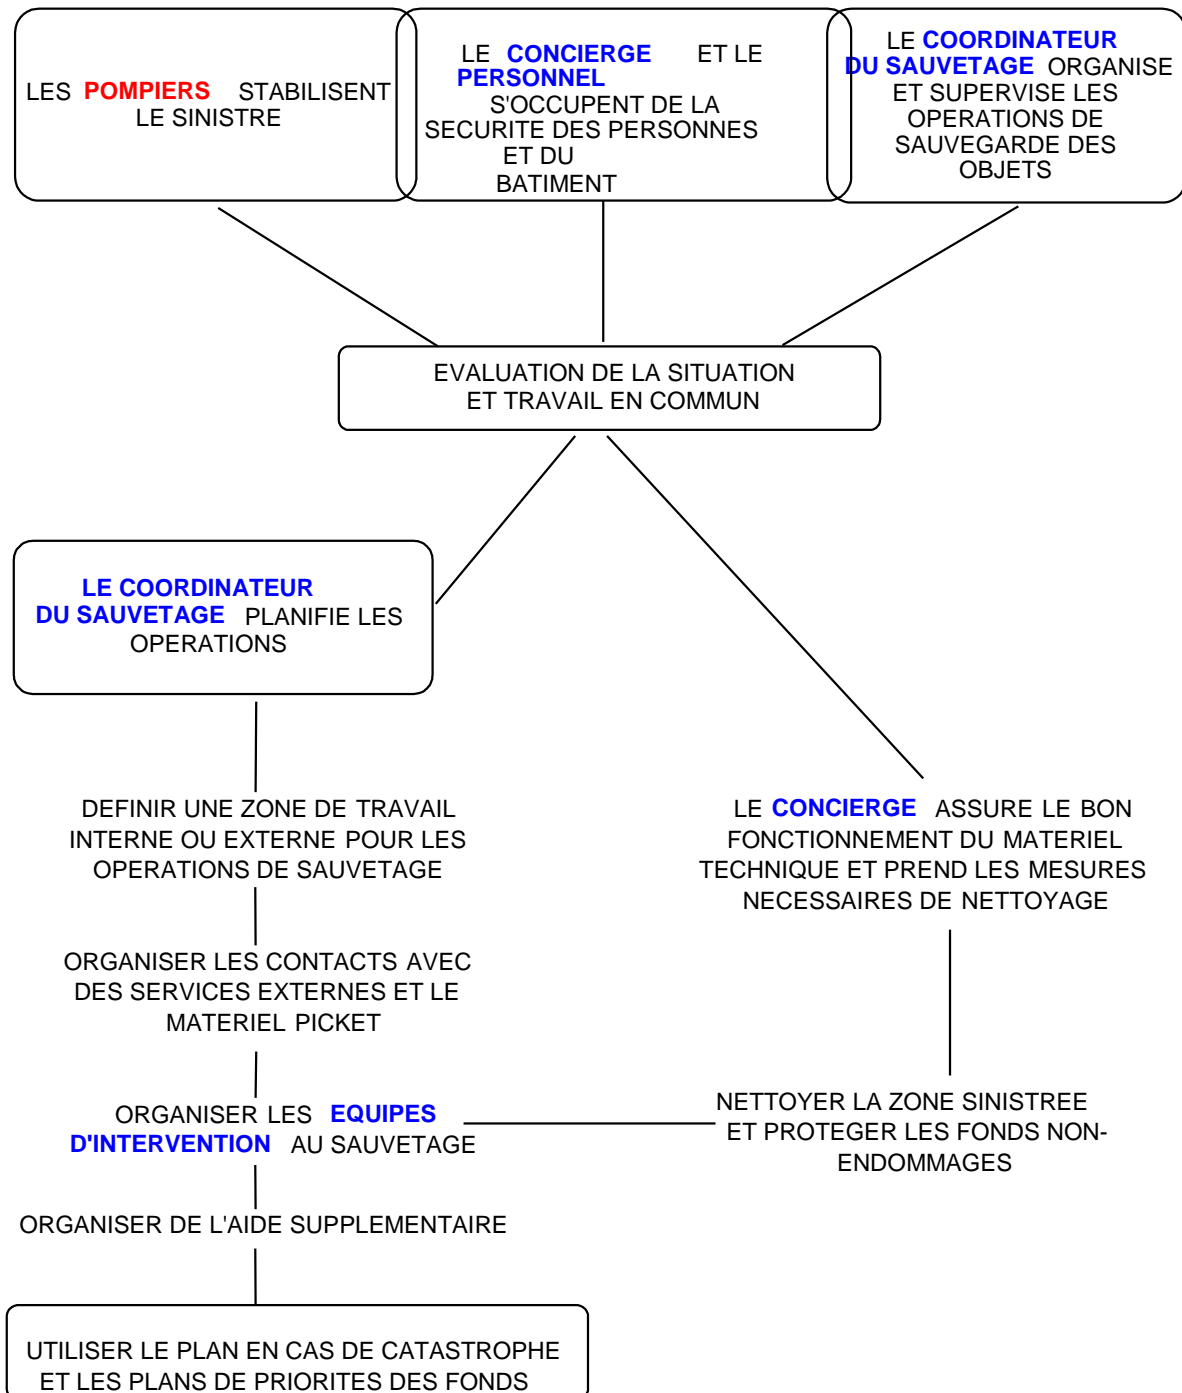 LES POMPIERS STABILISENT
LE SINISTRE
LE CONCIERGE ET LE
PERSONNEL
S'OCCUPENT DE LA
SECURITE DES PERSONNES
ET DU
BATIMENT
LE COORDINATEUR
DU SAUVETAGE ORGANISE
ET SUPERVISE LES
OPERATIONS DE
SAUVEGARDE DES
OBJETS
EVALUATION DE LA SITUATION
ET TRAVAIL EN COMMUN
LE COORDINATEUR
DU SAUVETAGE PLANIFIE LES
OPERATIONS
DEFINIR UNE ZONE DE TRAVAIL
INTERNE OU EXTERNE POUR LES
OPERATIONS DE SAUVETAGE
LE CONCIERGE ASSURE LE BON
FONCTIONNEMENT DU MATERIEL
TECHNIQUE ET PREND LES MESURES
NECESSAIRES DE NETTOYAGE
ORGANISER LES CONTACTS AVEC
DES SERVICES EXTERNES ET LE
MATERIEL PICKET
ORGANISER LES EQUIPES
D'INTERVENTION AU SAUVETAGE
NETTOYER LA ZONE SINISTREE
ET PROTEGER LES FONDS NON-
ENDOMMAGES
ORGANISER DE L'AIDE SUPPLEMENTAIRE
UTILISER LE PLAN EN CAS DE CATASTROPHE
ET LES PLANS DE PRIORITES DES FONDS